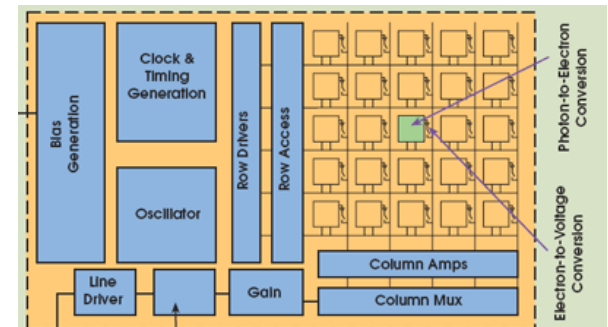 Bias
Generation
Clock &
Timing
Generation
Oscillator
Row Drivers
Row Access
Photon-to-Electron
Conversion
Electron-to-Voltage
Conversion
Column Amps
Line
Driver
Gain
Column Mux